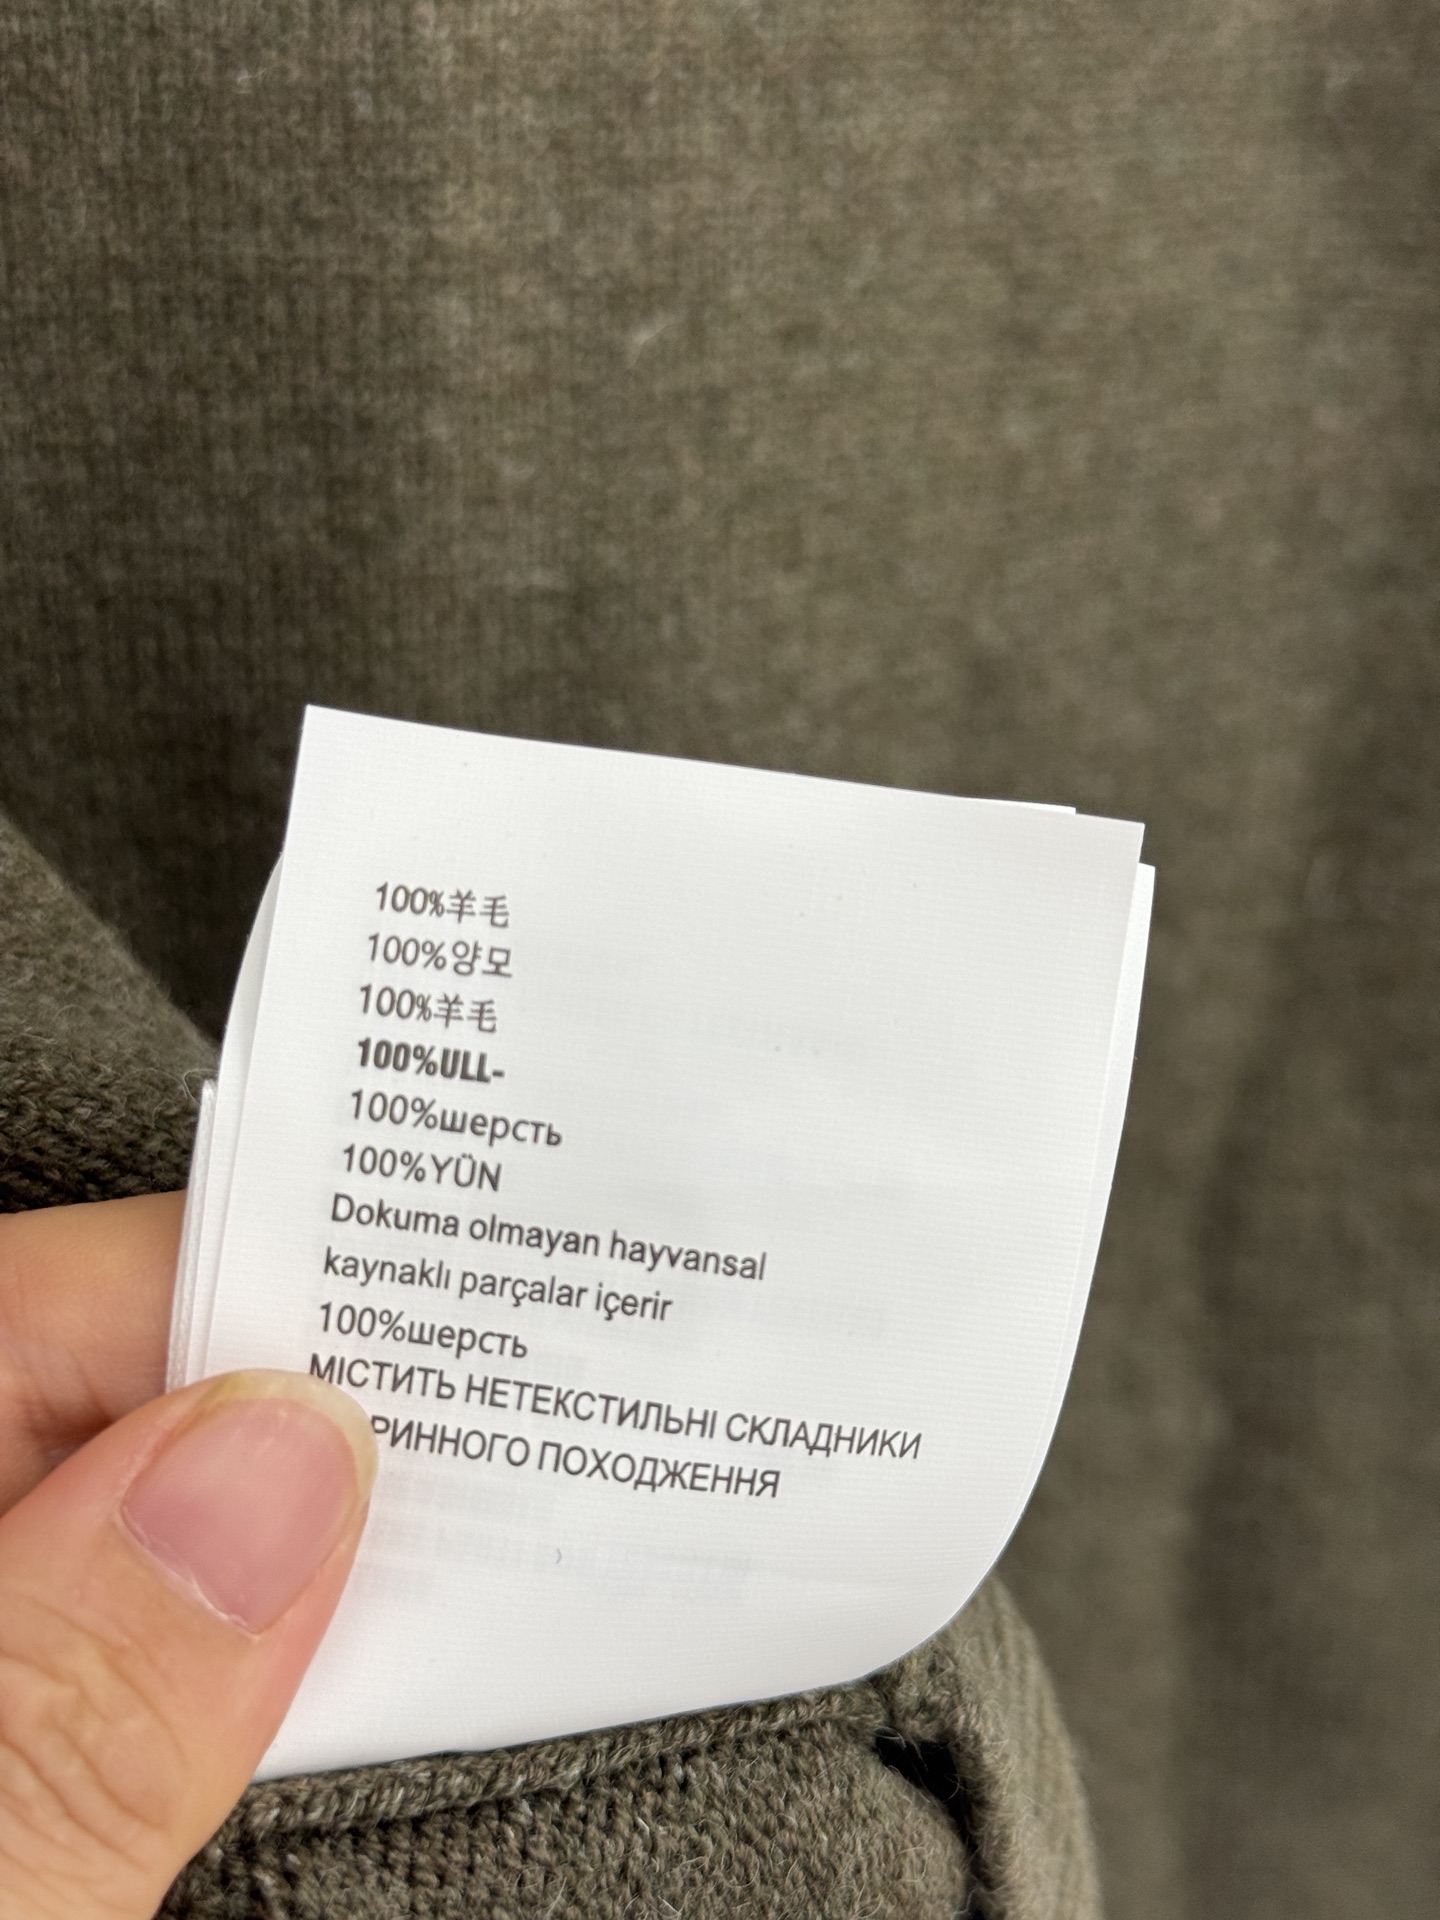 100%羊毛
100%양모
100%羊毛
100%ULL-
100%шерсть
100%YÜN
Dokuma olmayan hayvansal
kaynaklı parçalar içerir
100%шерсть
МІСТИТЬ НЕТЕКСТИЛЬНІ СКЛАДНИКИ
ПОХОДЖЕННЯ